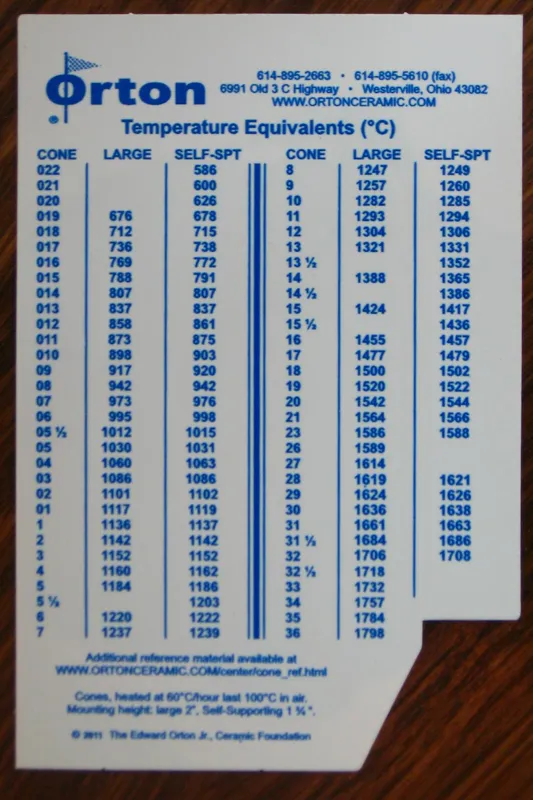 Orton
®
614-895-2663 • 614-895-5610 (fax)
6991 Old 3 C Highway • Westerville, Ohio 43082
WWW.ORTONCERAMIC.COM
Temperature Equivalents (°C)
CONE LARGE SELF-SPT CONE LARGE SELF-SPT
022 586 8 1247 1249
021 600 9 1257 1260
020 626 10 1282 1285
019 676 678 11 1293 1294
018 712 715 12 1304 1306
017 736 738 13 1321 1331
016 769 772 13 ½ 1352
015 788 791 14 1388 1365
014 807 807 14 ½ 1386
013 837 837 15 1424 1417
012 858 861 15 ½ 1436
011 873 875 16 1455 1457
010 898 903 17 1477 1479
09 917 920 18 1500 1502
08 942 942 19 1520 1522
07 973 976 20 1542 1544
06 995 998 21 1564 1566
05 ½ 1012 1015 23 1586 1588
05 1030 1031 26 1589
04 1060 1063 27 1614
03 1086 1086 28 1619 1621
02 1101 1102 29 1624 1626
01 1117 1119 30 1636 1638
1 1136 1137 31 1661 1663
2 1142 1142 31 ½ 1684 1686
3 1152 1152 32 1706 1708
4 1160 1162 32 ½ 1718
5 1184 1186 33 1732
5 ½ 1203 34 1757
6 1220 1222 35 1784
7 1237 1239 36 1798
Additional reference material available at
WWW.ORTONCERAMIC.COM/center/cone_ref.html
Cones, heated at 60°C/hour last 100°C in air.
Mounting height: large 2", Self-Supporting 1 ¾ ".
© 2011 The Edward Orton Jr., Ceramic Foundation